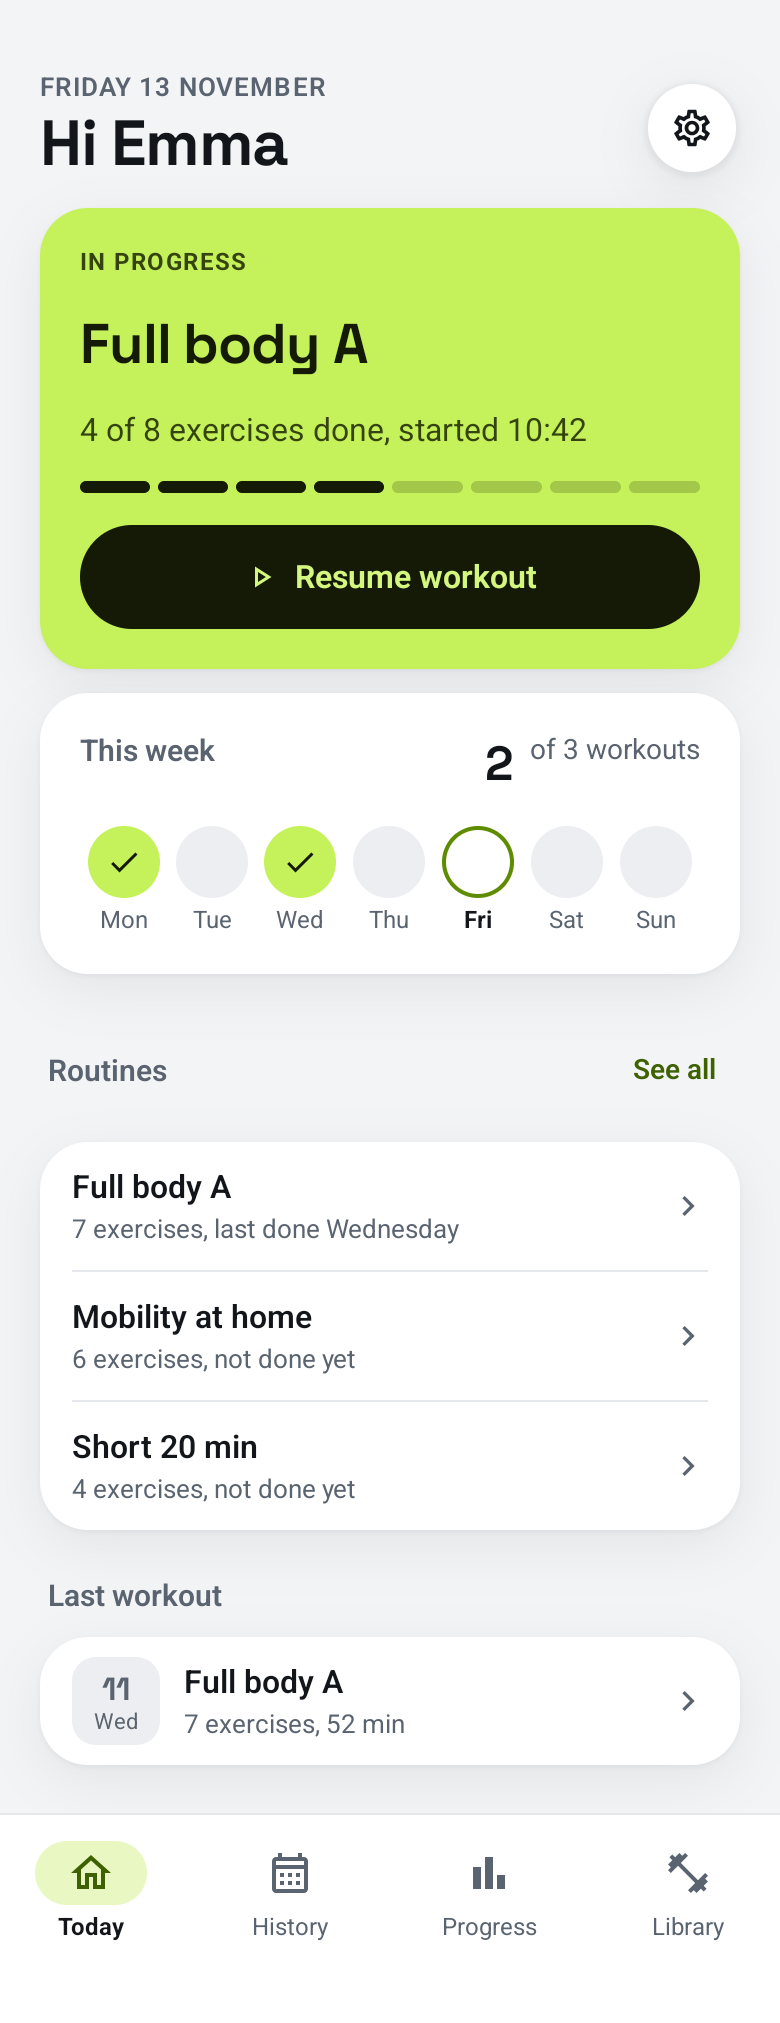 FRIDAY 13 NOVEMBER
Hi Emma
IN PROGRESS
Full body A
4 of 8 exercises done, started 10:42
Resume workout
This week
2 of 3 workouts
Mon Tue Wed Thu Fri Sat Sun
Routines
See all
Full body A
7 exercises, last done Wednesday
Mobility at home
6 exercises, not done yet
Short 20 min
4 exercises, not done yet
Last workout
11
Wed
Full body A
7 exercises, 52 min
Today History Progress Library